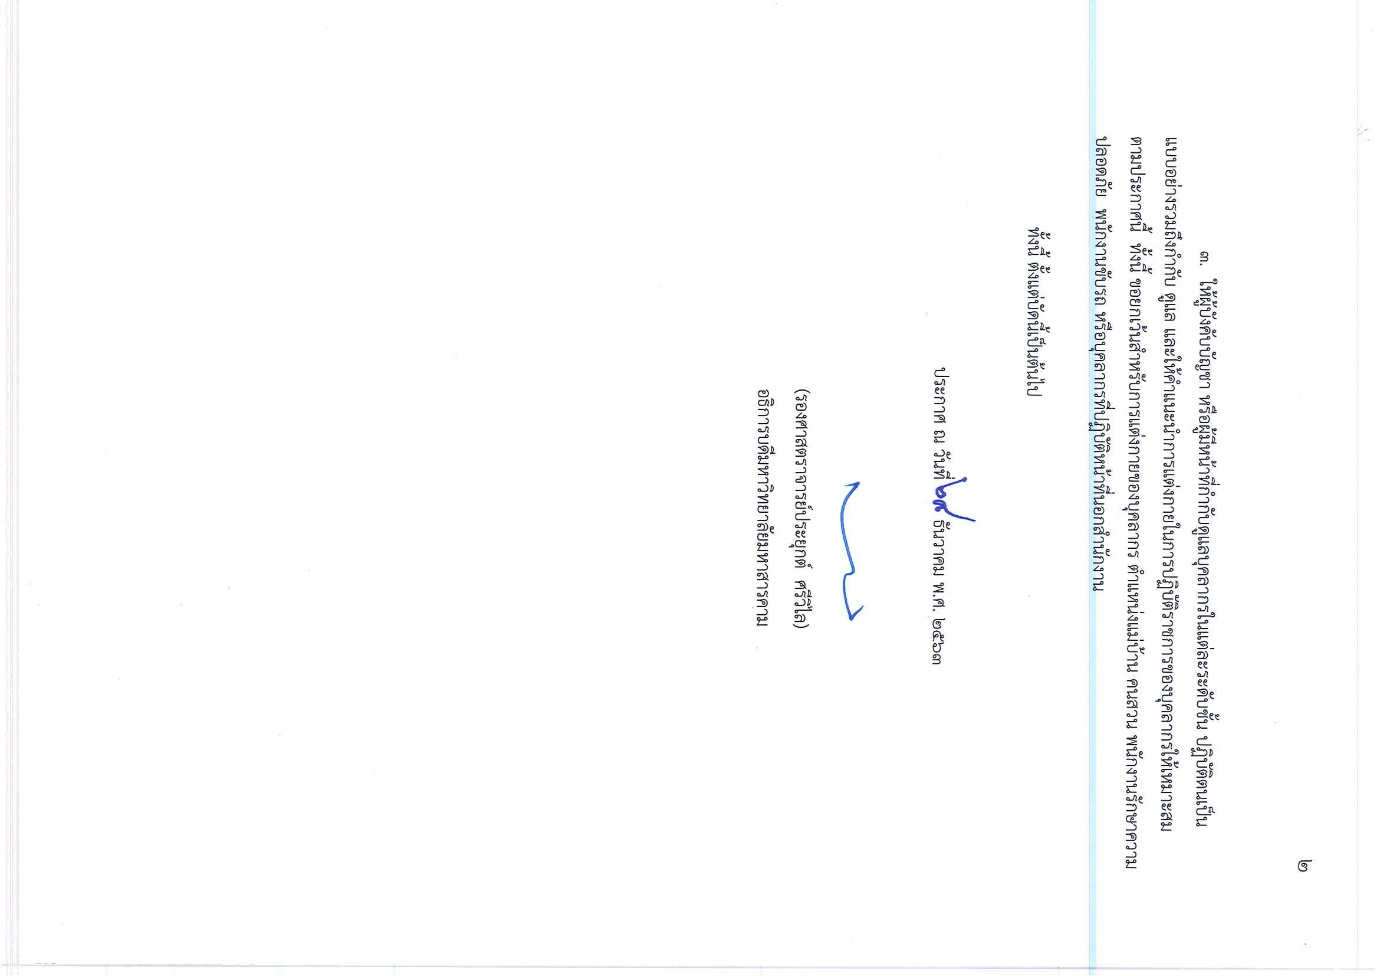 ๒
๓. ให้ผู้บังคับบัญชา หรือผู้มีหน้าที่กำกับดูแลบุคลากรในแต่ละระดับชั้น ปฏิบัติตนเป็น
แบบอย่างรวมถึงกำกับ ดูแล และให้คำแนะนำการแต่งกายในการปฏิบัติราชการของบุคลากรให้เหมาะสม
ตามประกาศนี้ ทั้งนี้ ขอยกเว้นสำหรับการแต่งกายของบุคลากร ตำแหน่งแม่บ้าน คนสวน พนักงานรักษาความ
ปลอดภัย พนักงานขับรถ หรือบุคลากรที่ปฏิบัติหน้าที่นอกสำนักงาน
ทั้งนี้ ตั้งแต่บัดนี้เป็นต้นไป
ประกาศ ณ วันที่ ๒๙ ธันวาคม พ.ศ. ๒๕๖๓
(รองศาสตราจารย์ประยุกต์ ศรีวิไล)
อธิการบดีมหาวิทยาลัยมหาสารคาม